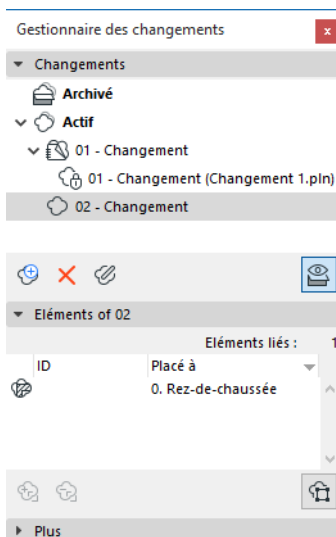 Gestionnaire des changements
x
Changements
Archivé
Actif
01 - Changement
01 - Changement (Changement 1.pln)
02 - Changement
Eléments of 02
Eléments liés : 1
ID Placé à
0. Rez-de-chaussée
Plus